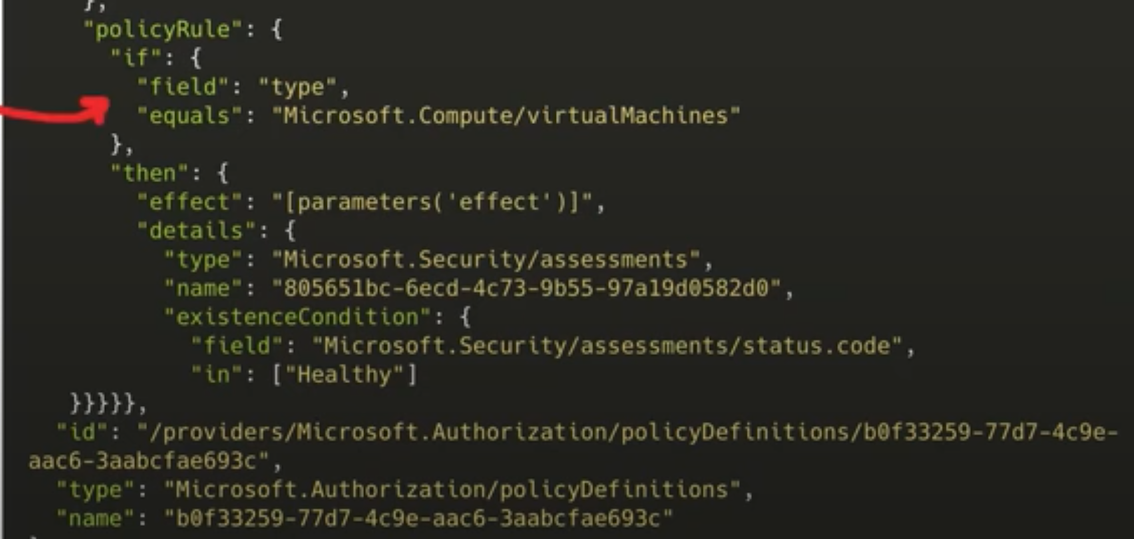 },
"policyRule": {
"if": {
"field": "type",
"equals": "Microsoft.Compute/virtualMachines"
},
"then": {
"effect": "[parameters('effect')]",
"details": {
"type": "Microsoft.Security/assessments",
"name": "805651bc-6ecd-4c73-9b55-97a19d0582d0",
"existenceCondition": {
"field": "Microsoft.Security/assessments/status.code",
"in": ["Healthy"]
}}}}},
"id": "/providers/Microsoft.Authorization/policyDefinitions/b0f33259-77d7-4c9e-
aac6-3aabcfae693c",
"type": "Microsoft.Authorization/policyDefinitions",
"name": "b0f33259-77d7-4c9e-aac6-3aabcfae693c"